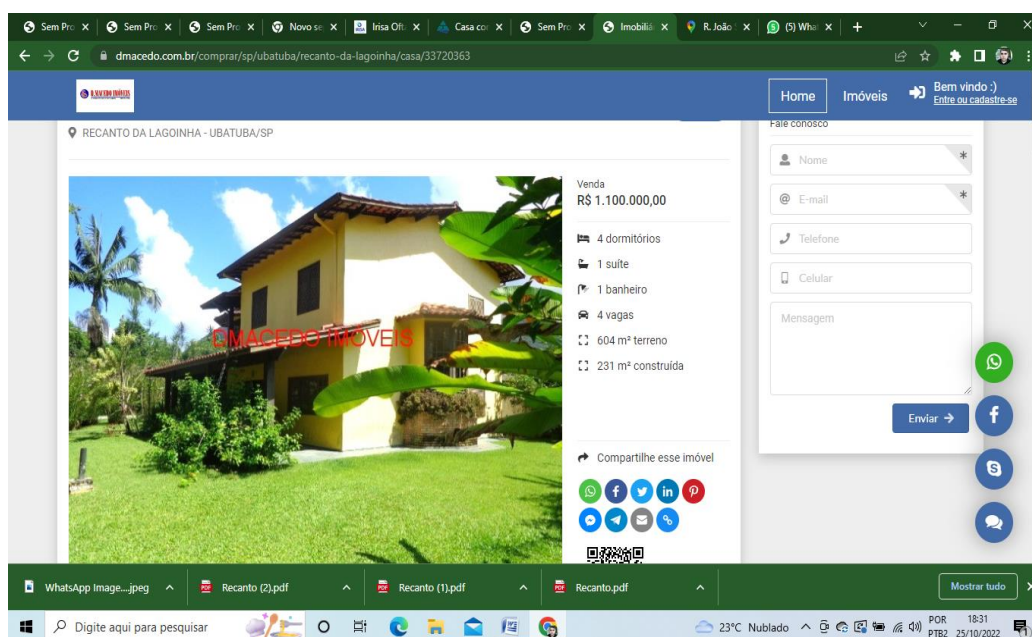 Sem Pro
Sem Pro
Sem Pro
Novo se
Irisa Oft
Casa co
Sem Pro
Imobiliá
R. João
(5) Wha
dmacedo.com.br/comprar/sp/ubatuba/recanto-da-lagoinha/casa/33720363
D.MACEDO IMÓVEIS
Home
Imóveis
Bem vindo :)
Entre ou cadastre-se
RECANTO DA LAGOINHA - UBATUBA/SP
Fale conosco
Nome
*
E-mail
*
Telefone
Celular
Mensagem
Enviar →
DMACEDO IMÓVEIS
Venda
R$ 1.100.000,00
4 dormitórios
1 suíte
1 banheiro
4 vagas
604 m² terreno
231 m² construída
Compartilhe esse imóvel
WhatsApp Image....jpeg
Recanto (2).pdf
Recanto (1).pdf
Recanto.pdf
Mostrar tudo
Digite aqui para pesquisar
23°C Nublado
POR
PTB2
18:31
25/10/2022